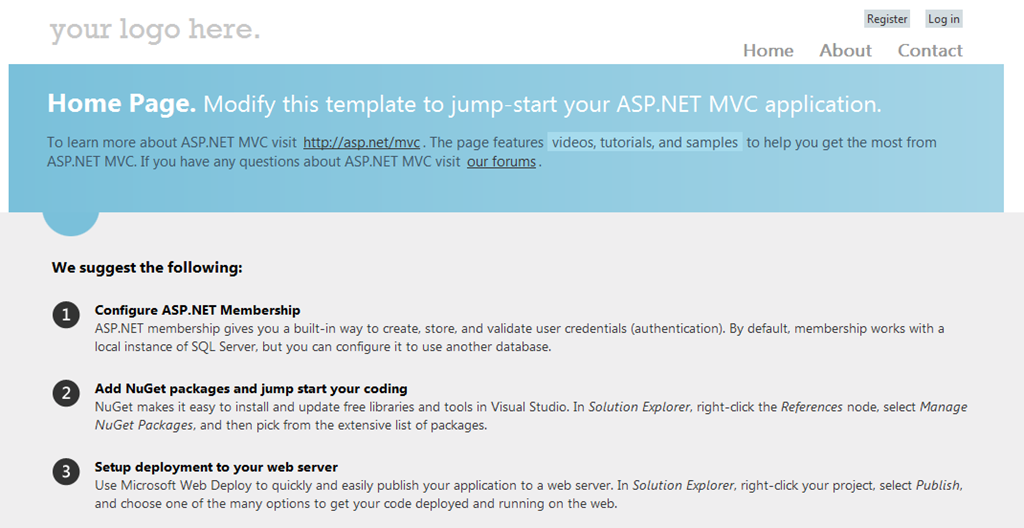 your logo here.
Register Log in
Home About Contact
Home Page. Modify this template to jump-start your ASP.NET MVC application.
To learn more about ASP.NET MVC visit http://asp.net/mvc. The page features videos, tutorials, and samples to help you get the most from
ASP.NET MVC. If you have any questions about ASP.NET MVC visit our forums.
We suggest the following:
1 Configure ASP.NET Membership
ASP.NET membership gives you a built-in way to create, store, and validate user credentials (authentication). By default, membership works with a
local instance of SQL Server, but you can configure it to use another database.
2 Add NuGet packages and jump start your coding
NuGet makes it easy to install and update free libraries and tools in Visual Studio. In Solution Explorer, right-click the References node, select Manage
NuGet Packages, and then pick from the extensive list of packages.
3 Setup deployment to your web server
Use Microsoft Web Deploy to quickly and easily publish your application to a web server. In Solution Explorer, right-click your project, select Publish,
and choose one of the many options to get your code deployed and running on the web.